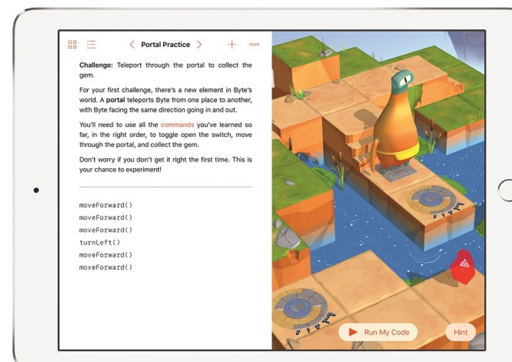 Portal Practice
Challenge: Teleport through the portal to collect the
gem.
For your first challenge, there's a new element in Byte's
world. A portal teleports Byte from one place to another,
with Byte facing the same direction going in and out.
You'll need to use all the commands you've learned so
far, in the right order, to toggle open the switch, move
through the portal, and collect the gem.
Don't worry if you don't get it right the first time. This is
your chance to experiment!
moveForward()
moveForward()
moveForward()
turnLeft()
moveForward()
moveForward()
Run My Code
Hint